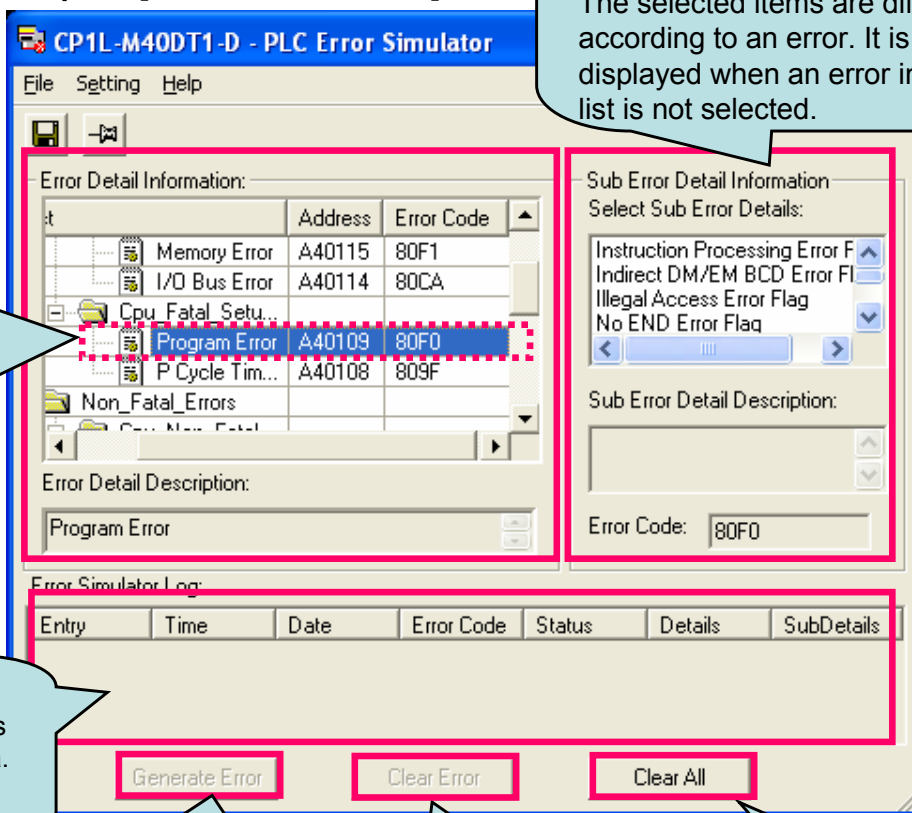 The selected items are
according to an error. It is
displayed when an error
list is not selected.
CP1L-M40DT1-D - PLC Error Simulator
File Setting Help
Error Detail Information:
Address Error Code
Memory Error A40115 80F1
I/O Bus Error A40114 80CA
Cpu_Fatal_Setu...
Program Error A40109 80F0
P Cycle Tim... A40108 809F
Non_Fatal_Errors
Error Detail Description:
Program Error
Sub Error Detail Information
Select Sub Error Details:
Instruction Processing Error F
Indirect DM/EM BCD Error Fl
Illegal Access Error Flag
No END Error Flag
Sub Error Detail Description:
Error Code: 80F0
Error Simulator Log:
Entry Time Date Error Code Status Details SubDetails
Generate Error Clear Error Clear All